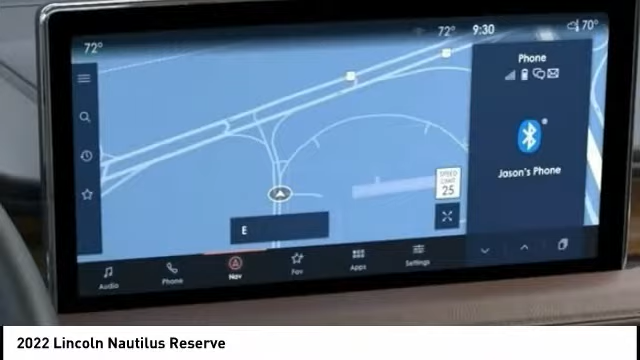 72°
72°
9:30
70°
Phone
Jason's Phone
SPEED
LIMIT
25
E
Audio
Phone
Nav
Fav
Apps
Settings
2022 Lincoln Nautilus Reserve